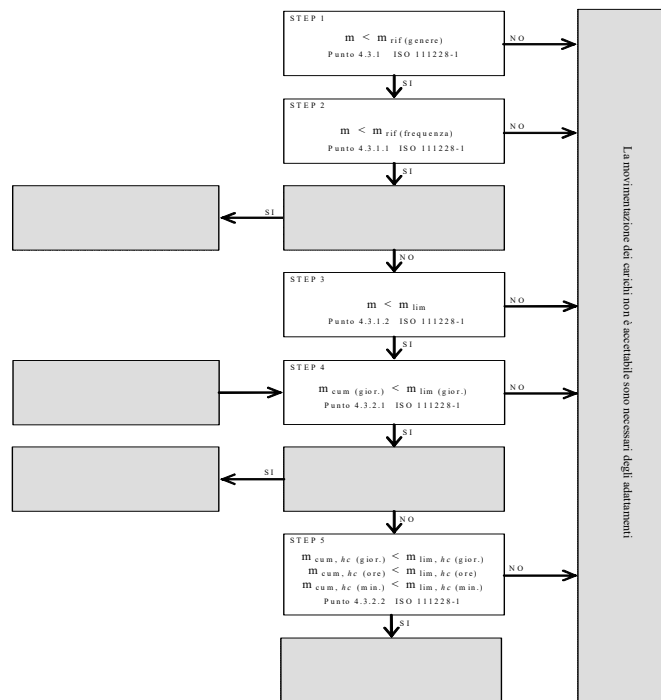 STEP 1
m < m rif (genere)
NO
Punto 4.3.1 ISO 111228-1
SI
STEP 2
m < m rif (frequenza)
NO
Punto 4.3.1.1 ISO 111228-1
SI
SI
NO
STEP 3
m < m lim
NO
Punto 4.3.1.2 ISO 111228-1
SI
STEP 4
m cum (gior.) < m lim (gior.)
NO
Punto 4.3.2.1 ISO 111228-1
SI
SI
NO
STEP 5
m cum, hc (gior.) < m lim, hc (gior.)
m cum, hc (ore) < m lim, hc (ore)
NO
m cum, hc (min.) < m lim, hc (min.)
Punto 4.3.2.2 ISO 111228-1
SI
La movimentazione dei carichi non è accettabile sono necessari degli adattamenti